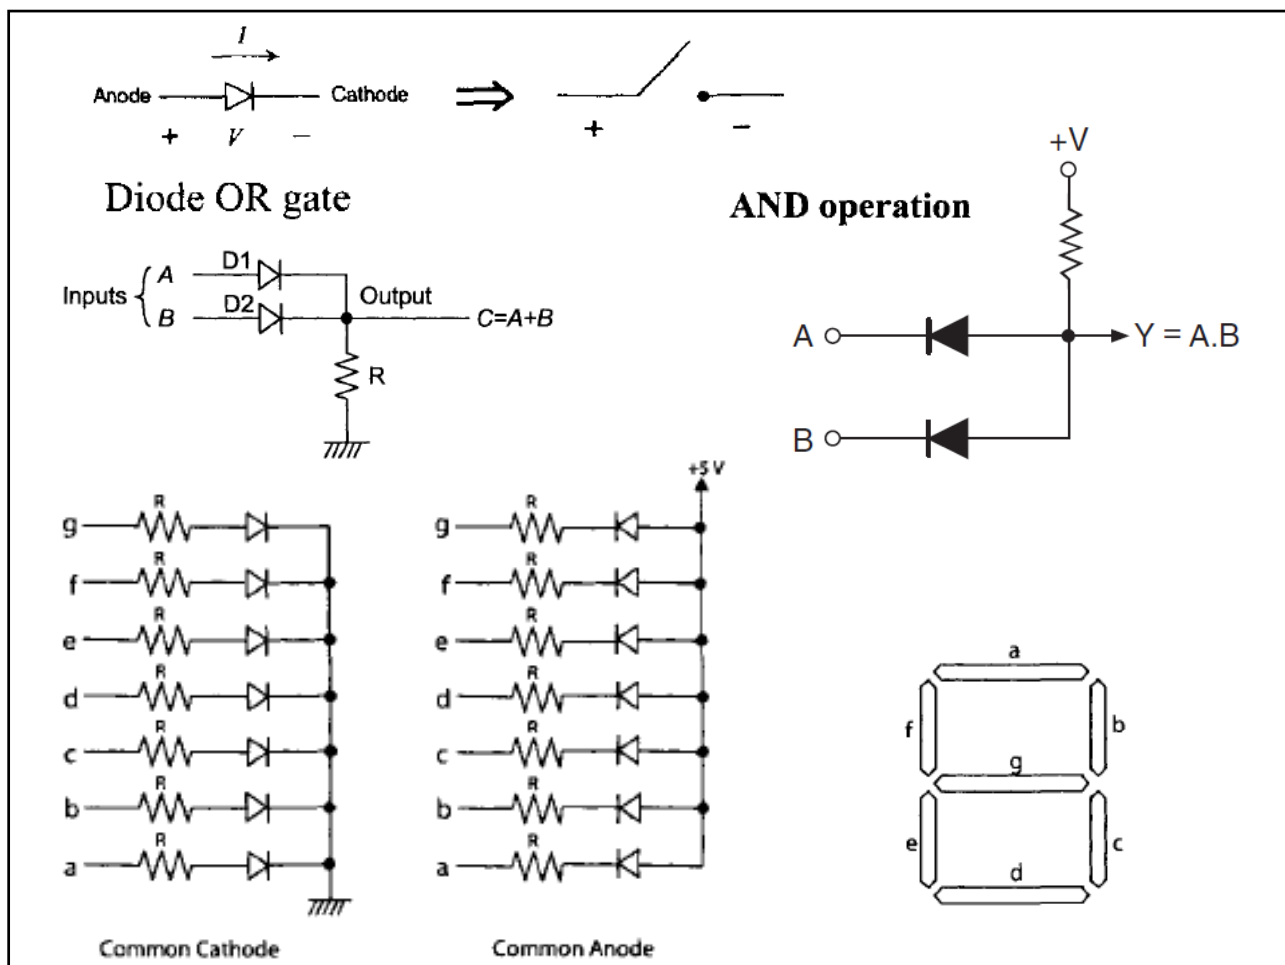 I
Anode
Cathode
+ V −
+ −
Diode OR gate
AND operation
+V
Inputs
A
D1
B
D2
Output
C=A+B
R
A
Y = A.B
B
+5 V
g
R
f
R
e
R
d
R
c
R
b
R
a
R
Common Cathode
g
R
f
R
e
R
d
R
c
R
b
R
a
R
Common Anode
a
f
b
g
e
c
d